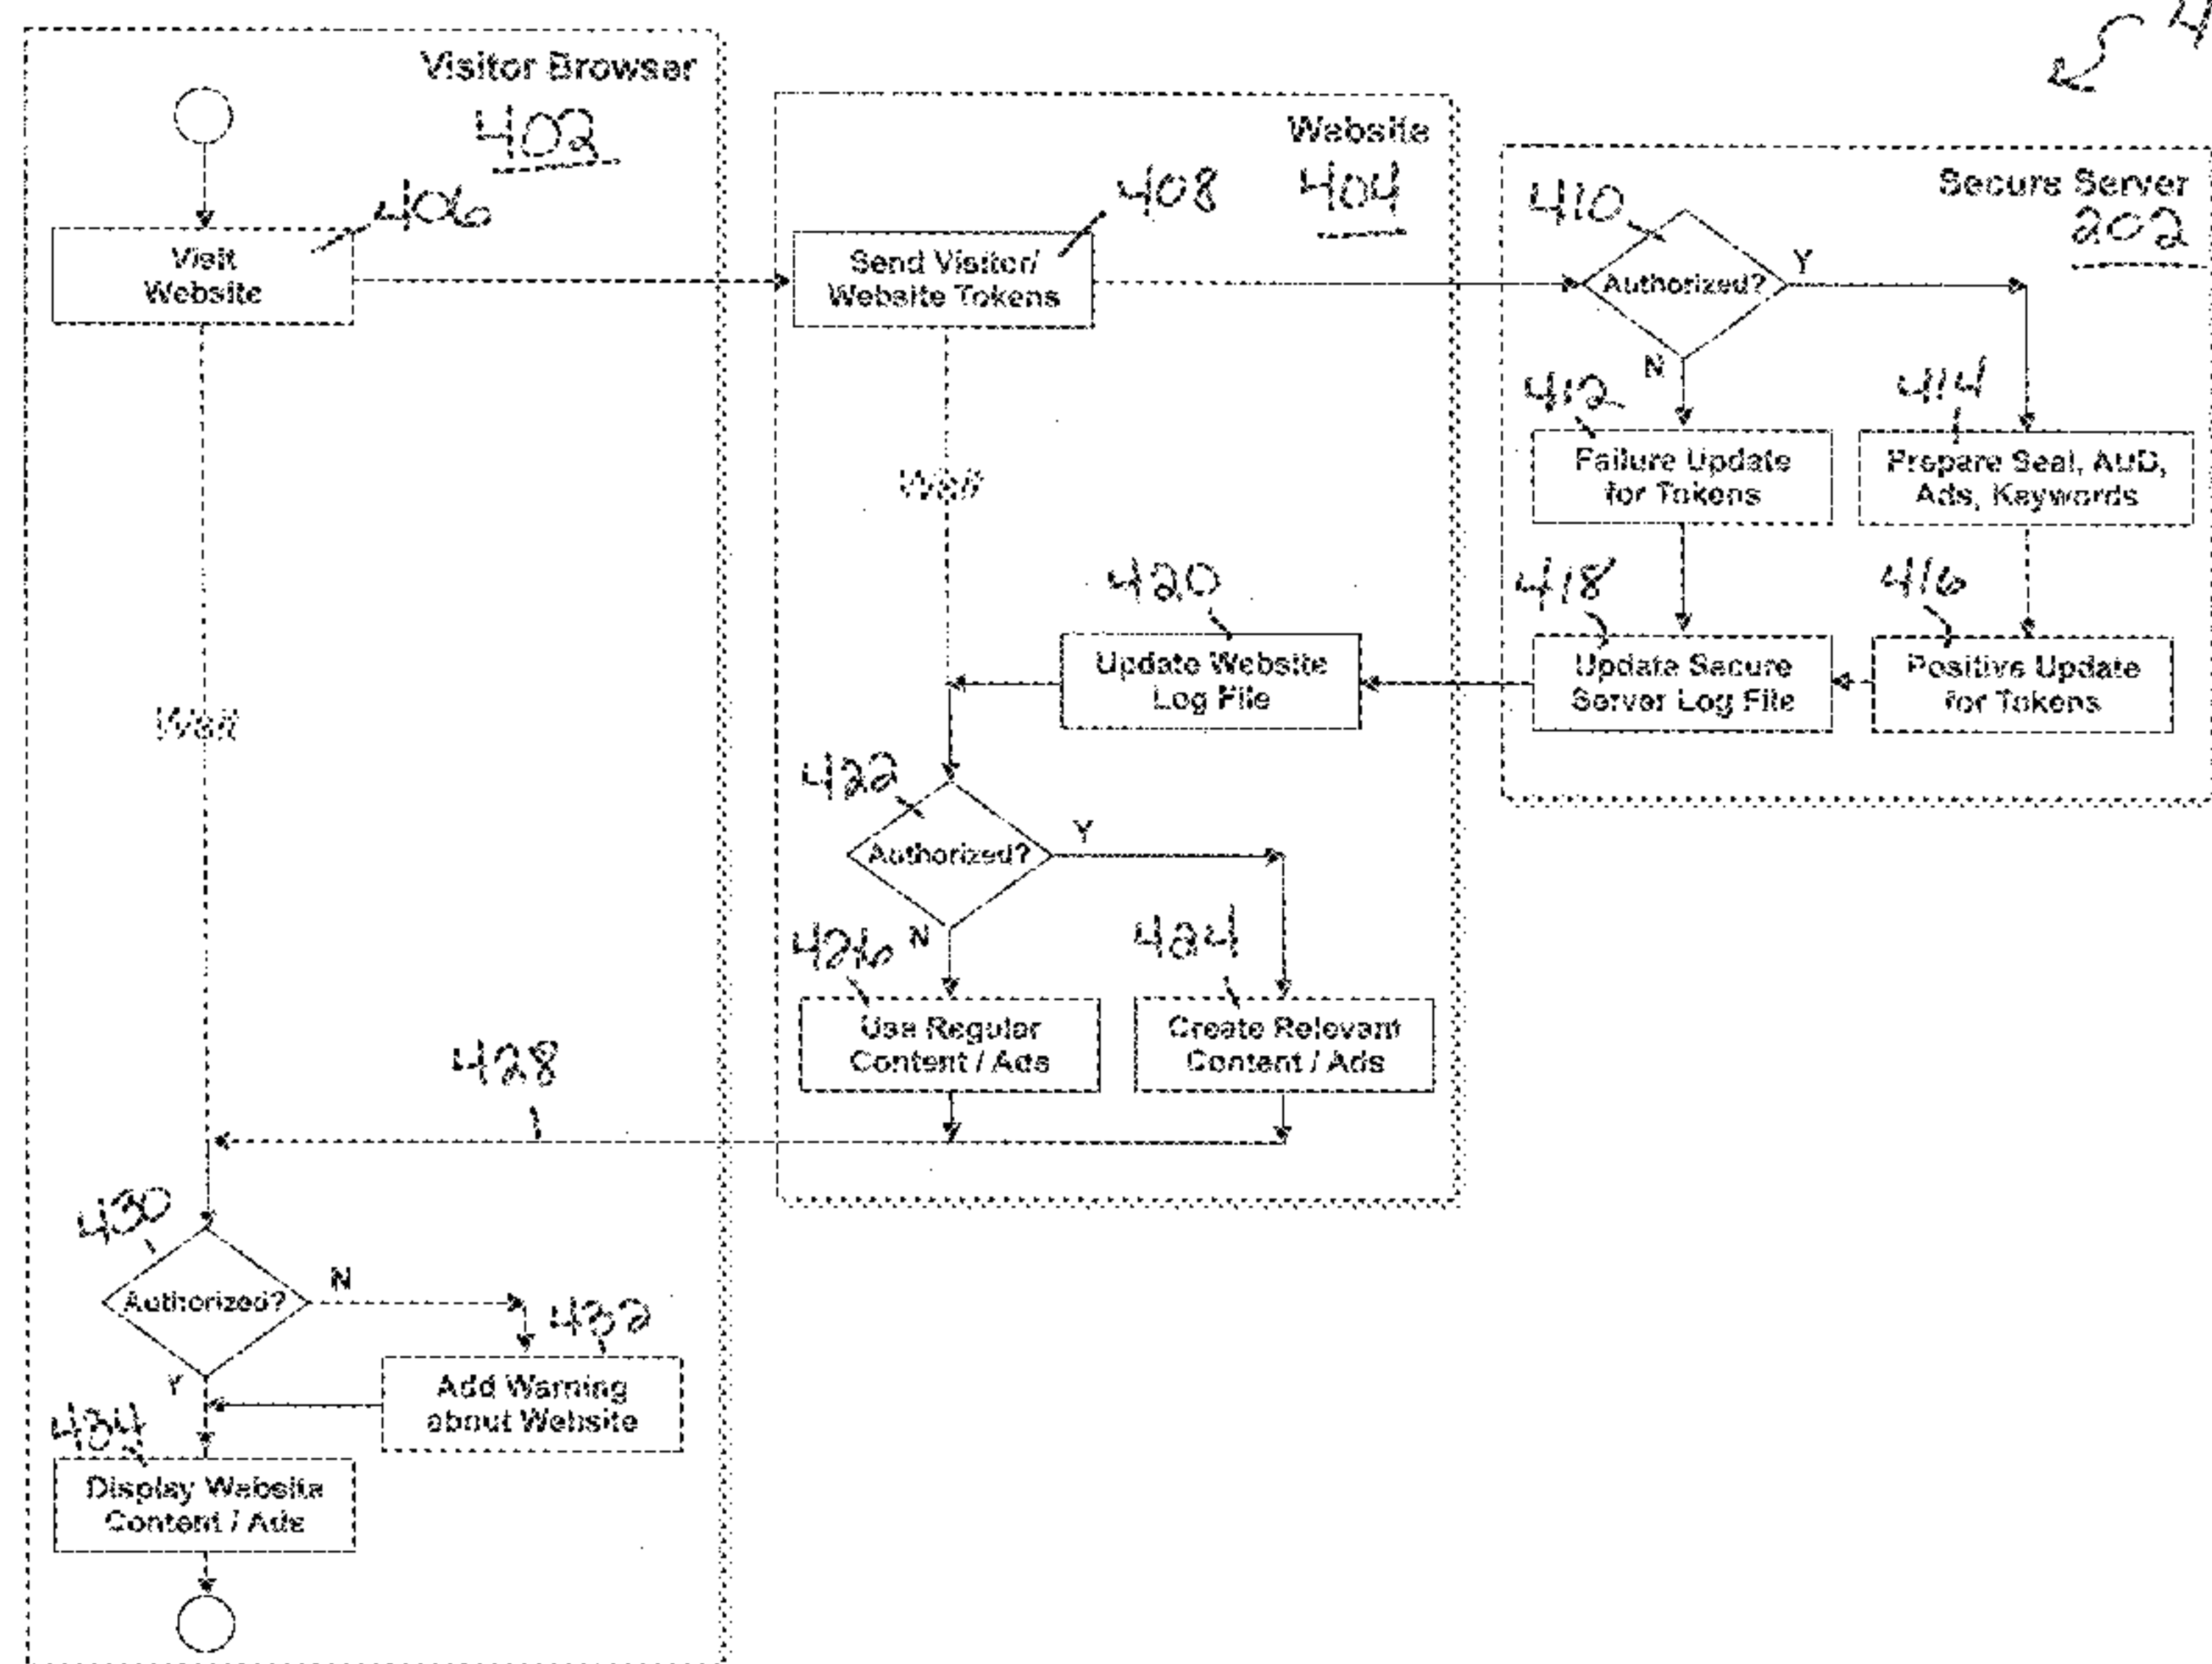 Visitor Browser
402
406
Visit
Website
Wait
Website
404
408
Send Visitor/
Website Tokens
Wait
Secure Server
202
410
Authorized?
Y
N
412
Failure Update
for Tokens
414
Prepare Seal, AUD,
Ads, Keywords
418
Update Secure
Server Log File
416
Positive Update
for Tokens
420
Update Website
Log File
422
Authorized?
Y
N
426
Use Regular
Content / Ads
424
Create Relevant
Content / Ads
428
430
Authorized?
N
Y
432
Add Warning
about Website
434
Display Website
Content / Ads